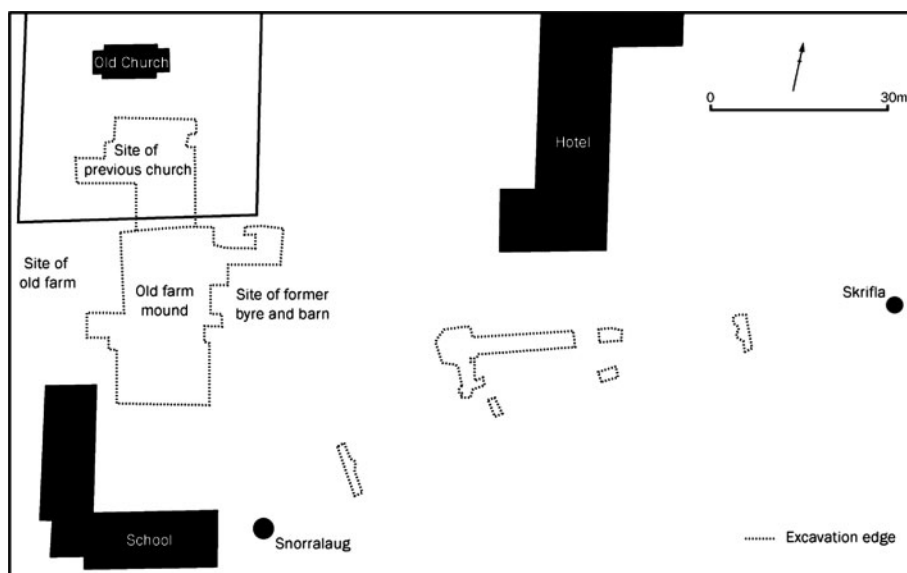 Old Church
0
30m
Hotel
Site of
previous church
Site of
old farm
Old farm
mound
Site of former
byre and barn
Skrifla
School
Snorralaug
Excavation edge